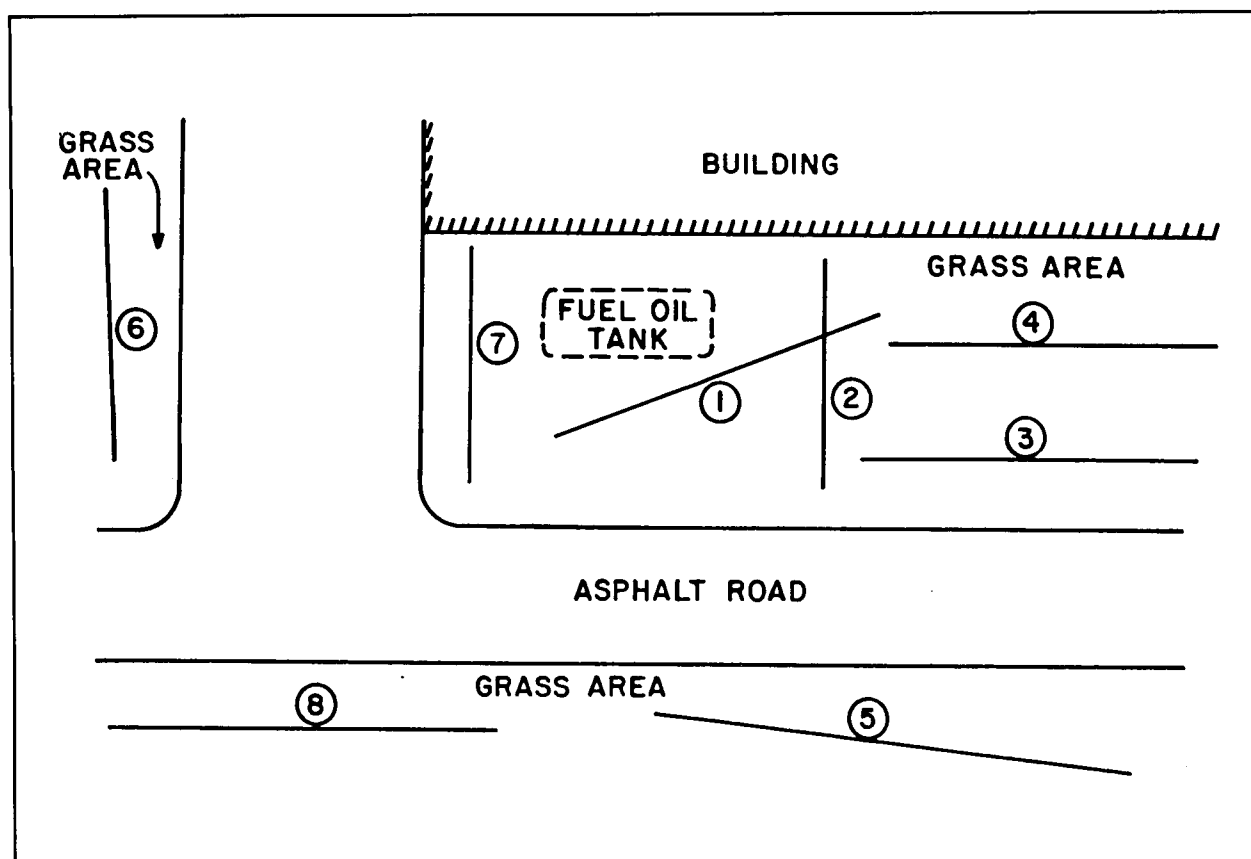 GRASS
AREA
BUILDING
GRASS AREA
FUEL OIL
TANK
4
6
7
1
2
3
ASPHALT ROAD
GRASS AREA
8
5